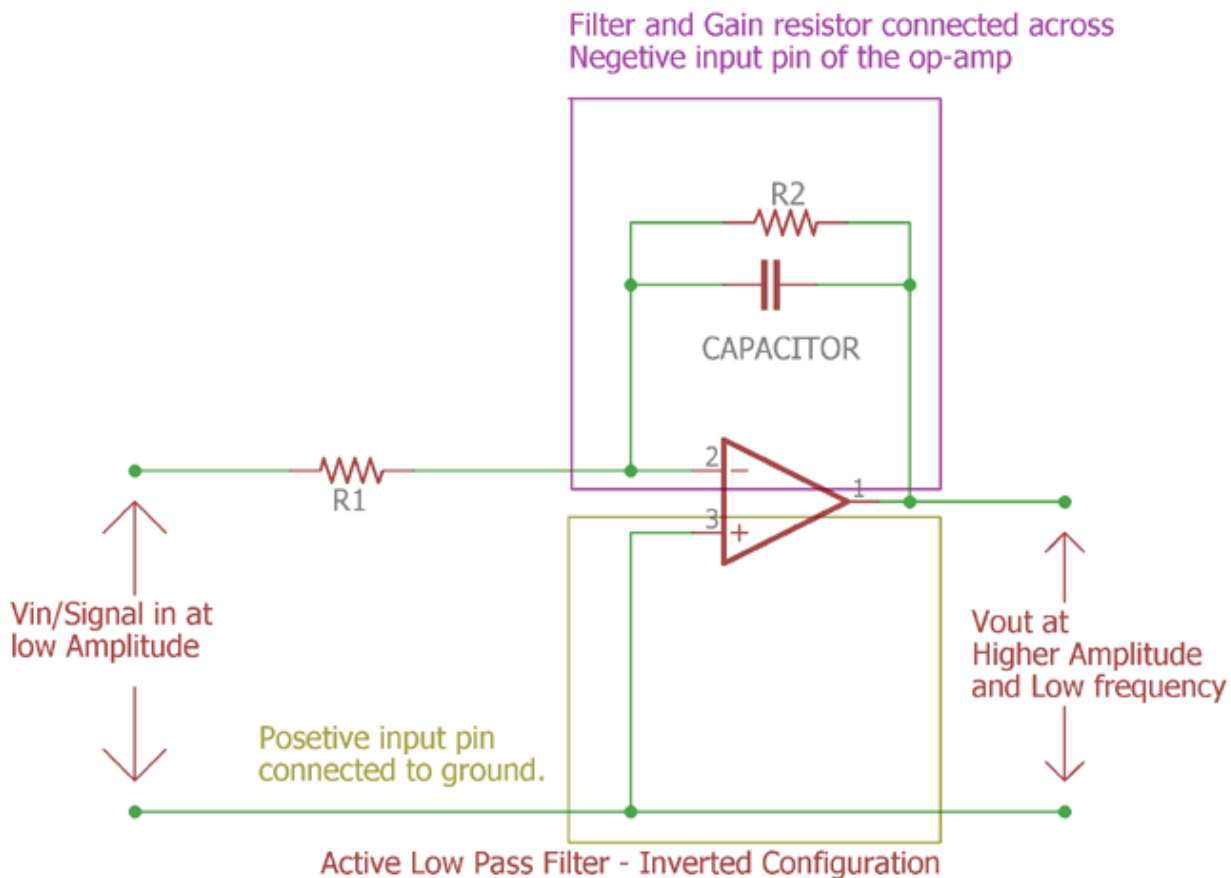 Filter and Gain resistor connected across
Negetive input pin of the op-amp
R2
CAPACITOR
2
R1
1
3
Vin/Signal in at
low Amplitude
Vout at
Higher Amplitude
and Low frequency
Posetive input pin
connected to ground.
Active Low Pass Filter - Inverted Configuration